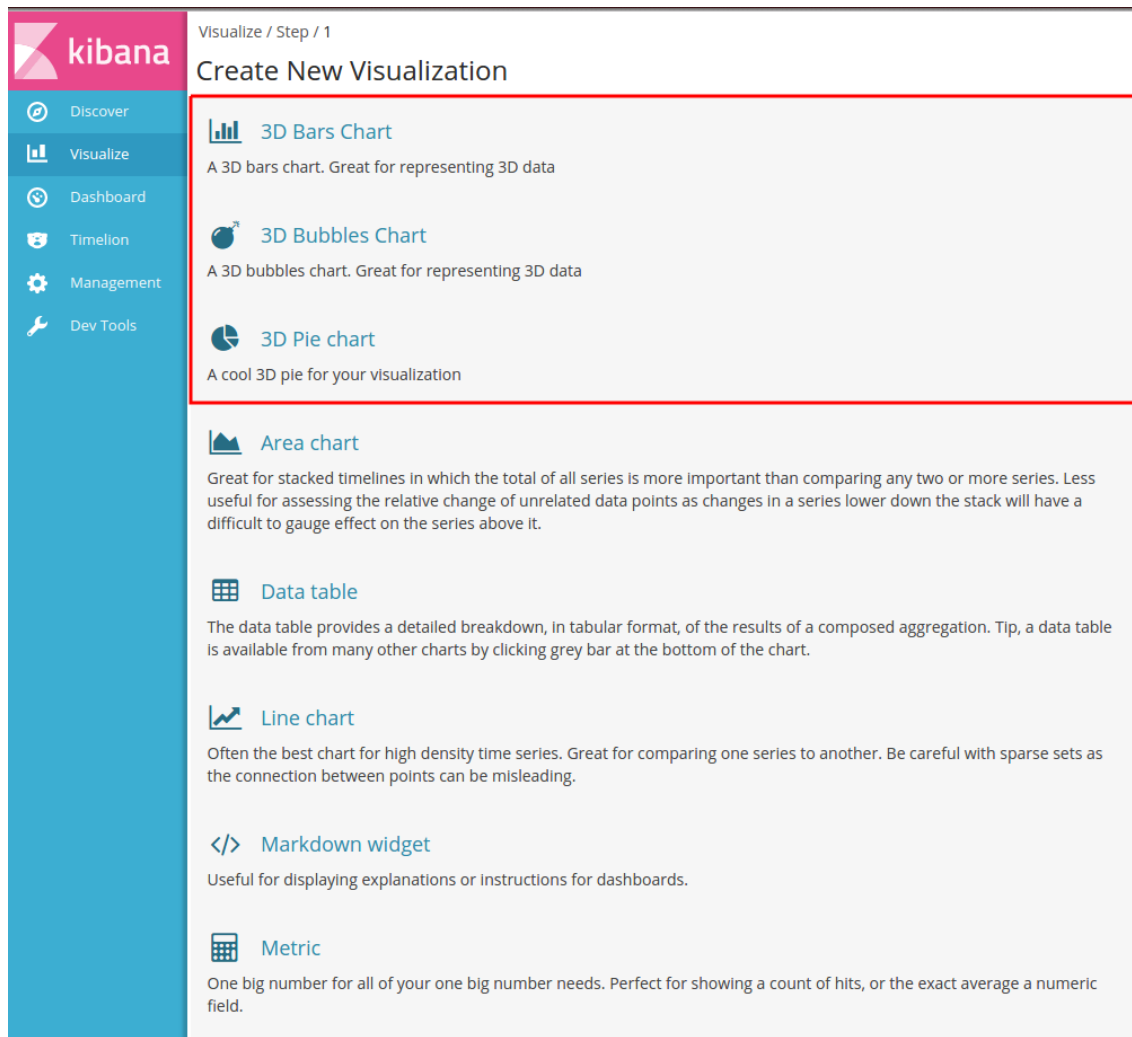 kibana
Discover
Visualize
Dashboard
Timelion
Management
Dev Tools
Visualize / Step / 1
Create New Visualization
3D Bars Chart
A 3D bars chart. Great for representing 3D data
3D Bubbles Chart
A 3D bubbles chart. Great for representing 3D data
3D Pie chart
A cool 3D pie for your visualization
Area chart
Great for stacked timelines in which the total of all series is more important than comparing any two or more series. Less
useful for assessing the relative change of unrelated data points as changes in a series lower down the stack will have a
difficult to gauge effect on the series above it.
Data table
The data table provides a detailed breakdown, in tabular format, of the results of a composed aggregation. Tip, a data table
is available from many other charts by clicking grey bar at the bottom of the chart.
Line chart
Often the best chart for high density time series. Great for comparing one series to another. Be careful with sparse sets as
the connection between points can be misleading.
Markdown widget
Useful for displaying explanations or instructions for dashboards.
Metric
One big number for all of your one big number needs. Perfect for showing a count of hits, or the exact average a numeric
field.